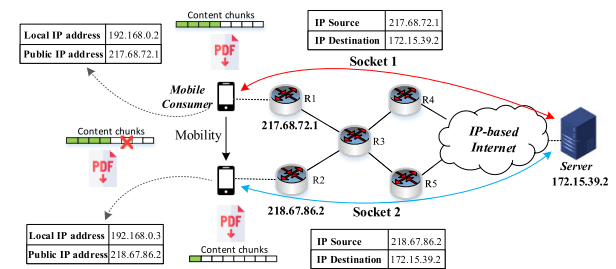 Content chunks
Local IP address 192.168.0.2
Public IP address 217.68.72.1
PDF
IP Source 217.68.72.1
IP Destination 172.15.39.2
Socket 1
Mobile
Consumer
R1
R4
217.68.72.1
Content chunks
Mobility
R3
IP-based
Internet
PDF
Server
172.15.39.2
R2
R5
218.67.86.2
Socket 2
PDF
Local IP address 192.168.0.3
Public IP address 218.67.86.2
IP Source 218.67.86.2
IP Destination 172.15.39.2
Content chunks